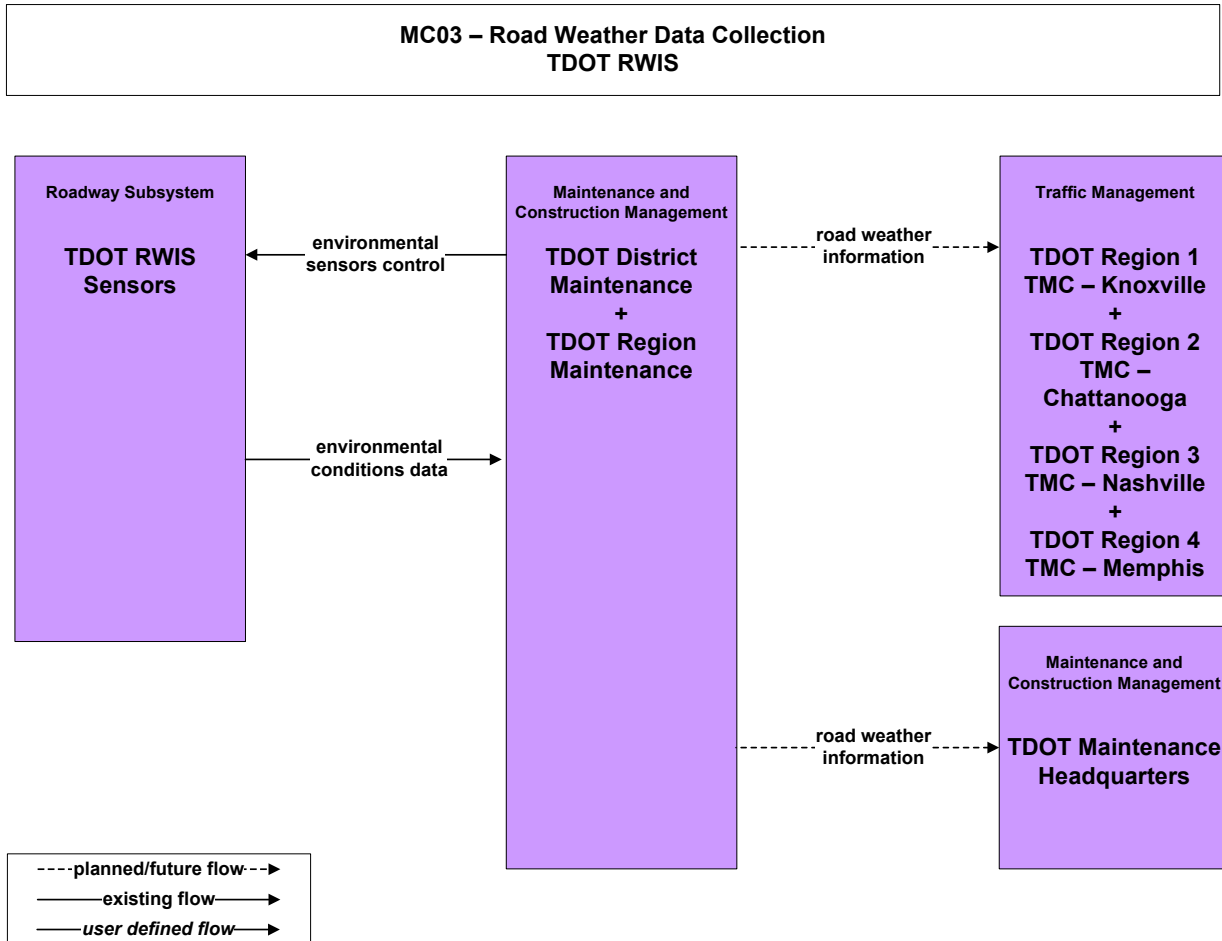 MC03 – Road Weather Data Collection
TDOT RWIS
Roadway Subsystem
TDOT RWIS
Sensors
environmental
sensors control
environmental
conditions data
Maintenance and
Construction Management
TDOT District
Maintenance
+
TDOT Region
Maintenance
road weather
information
road weather
information
Traffic Management
TDOT Region 1
TMC – Knoxville
+
TDOT Region 2
TMC –
Chattanooga
+
TDOT Region 3
TMC – Nashville
+
TDOT Region 4
TMC – Memphis
Maintenance and
Construction Management
TDOT Maintenance
Headquarters
planned/future flow
existing flow
user defined flow